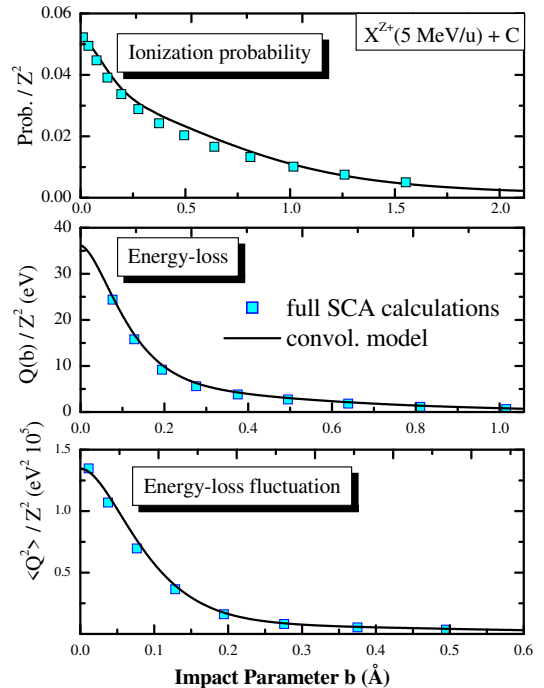 X^Z+(5 MeV/u) + C
Ionization probability
Prob. / Z^2
0.06
0.04
0.02
0.00
0.0 0.5 1.0 1.5 2.0
Energy-loss
full SCA calculations
convol. model
Q(b) / Z^2 (eV)
40
35
30
20
10
5
0
0.0 0.2 0.4 0.6 0.8 1.0
Energy-loss fluctuation
<Q^2> / Z^2 (eV^2 10^5)
1.5
1.0
0.5
0.0 0.1 0.2 0.3 0.4 0.5 0.6
Impact Parameter b (Å)